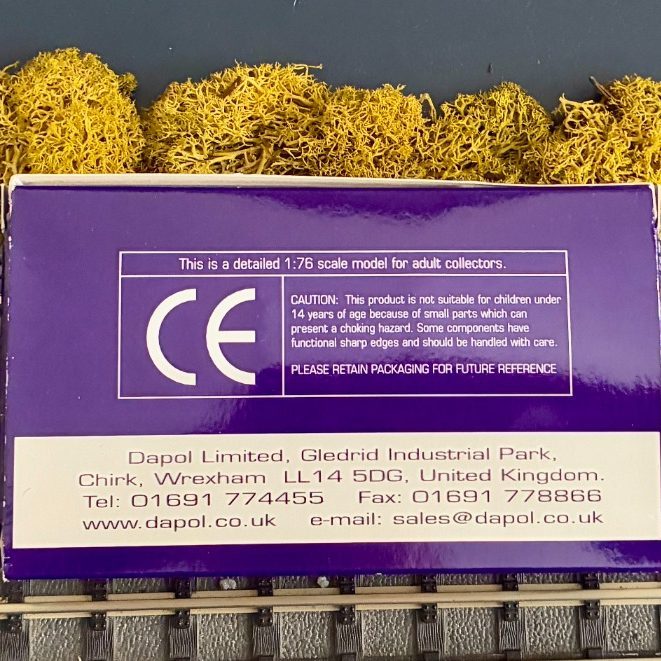 This is a detailed 1:76 scale model for adult collectors.
CE
CAUTION: This product is not suitable for children under
14 years of age because of small parts which can
present a choking hazard. Some components have
functional sharp edges and should be handled with care.
PLEASE RETAIN PACKAGING FOR FUTURE REFERENCE
Dapol Limited, Gledrid Industrial Park,
Chirk, Wrexham LL14 5DG, United Kingdom.
Tel: 01691 774455 Fax: 01691 778866
www.dapol.co.uk e-mail: sales@dapol.co.uk